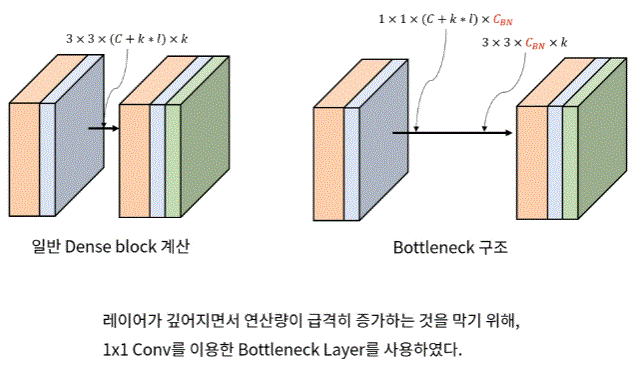 3 × 3 × (C + k * l) × k
1 × 1 × (C + k * l) × C_BN
3 × 3 × C_BN × k
일반 Dense block 계산
Bottleneck 구조
레이어가 깊어지면서 연산량이 급격히 증가하는 것을 막기 위해,
1x1 Conv를 이용한 Bottleneck Layer를 사용하였다.